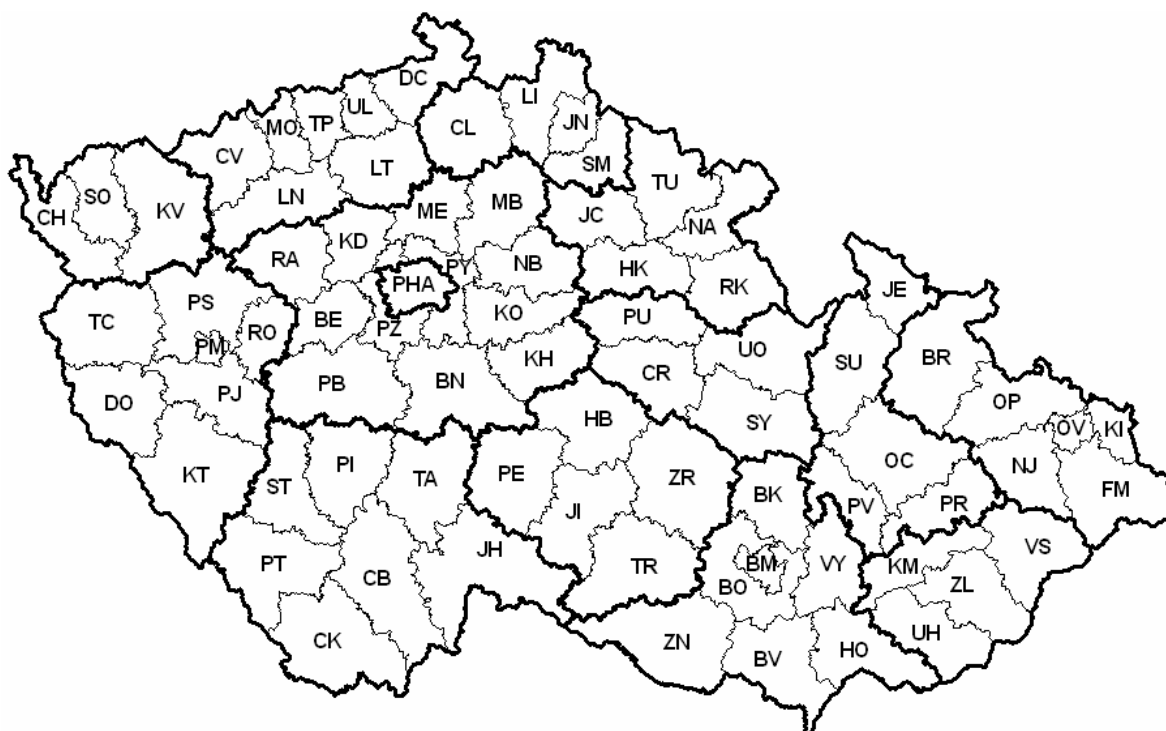 DC
LI
UL
MO
TP
CL
JN
CV
LT
SM
TU
SO
LN
KV
CH
ME
MB
JC
NA
KD
RA
PY
NB
HK
PHA
RK
JE
PS
TC
BE
PZ
KO
PU
RO
PM
UO
BR
SU
KH
CR
PB
BN
PJ
DO
OP
SY
HB
OV
KI
OC
NJ
KT
ST
PI
TA
PE
ZR
FM
BK
PV
PR
JI
VS
JH
PT
TR
BM
VY
KM
CB
BO
ZL
CK
UH
ZN
BV
HO